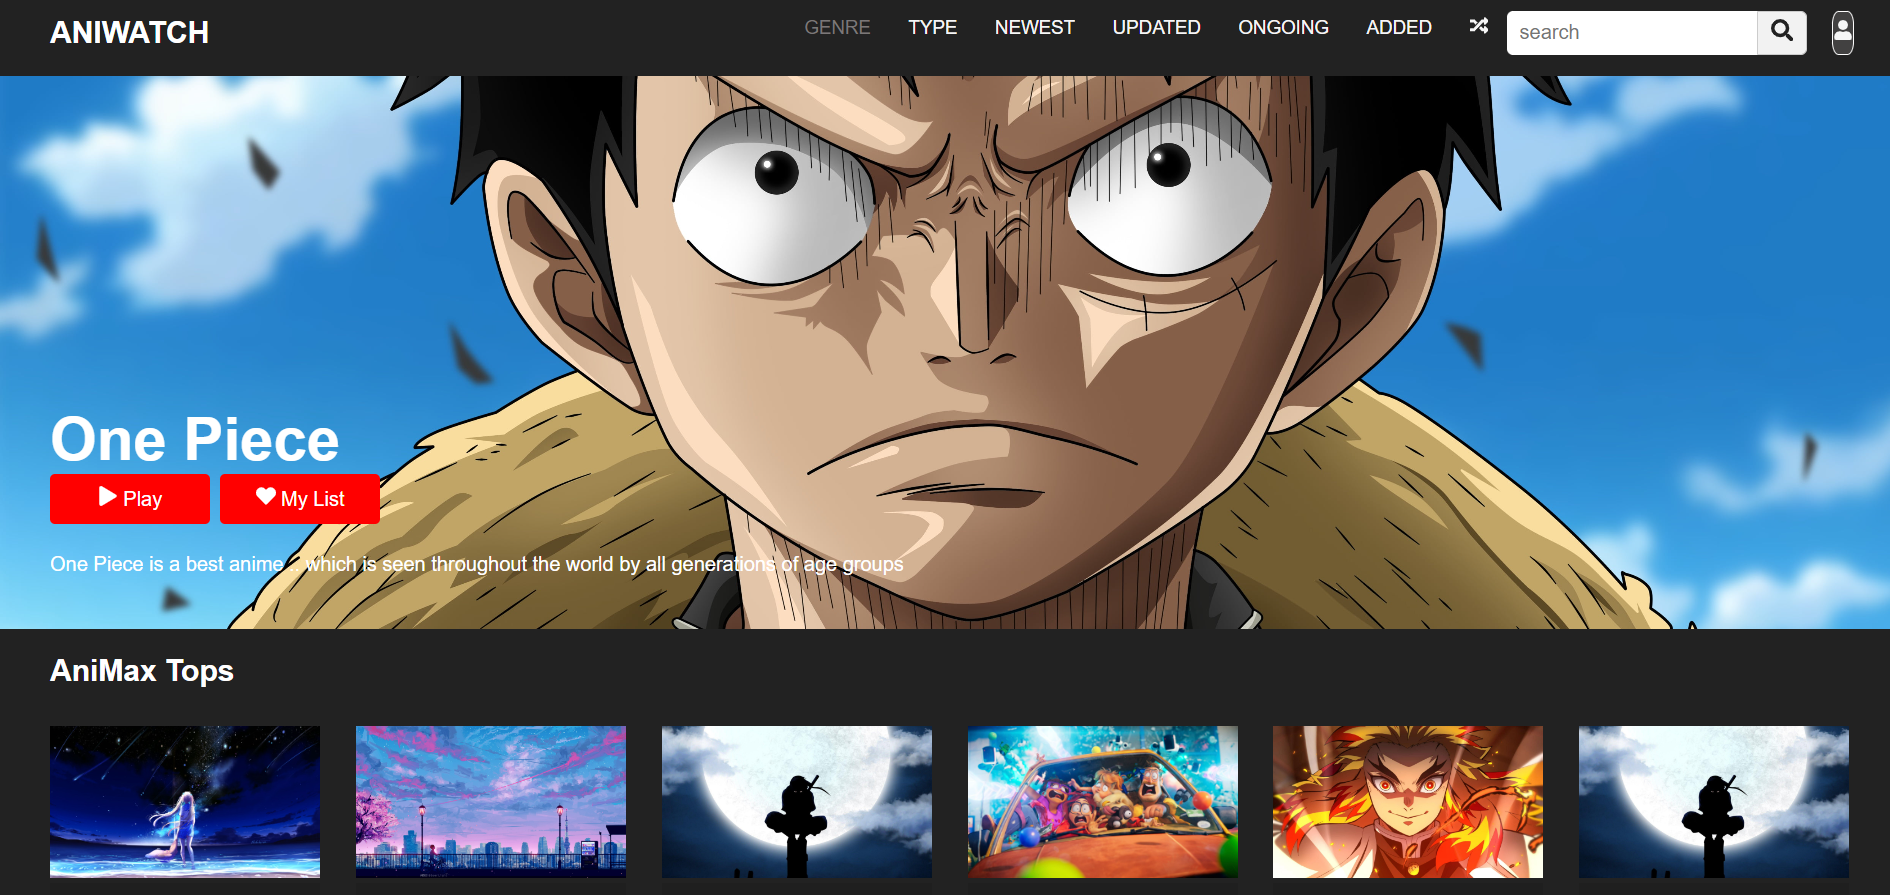 ANIWATCH
GENRE TYPE NEWEST UPDATED ONGOING ADDED search
One Piece
Play My List
One Piece is a best anime... which is seen throughout the world by all generations of age groups
AniMax Tops